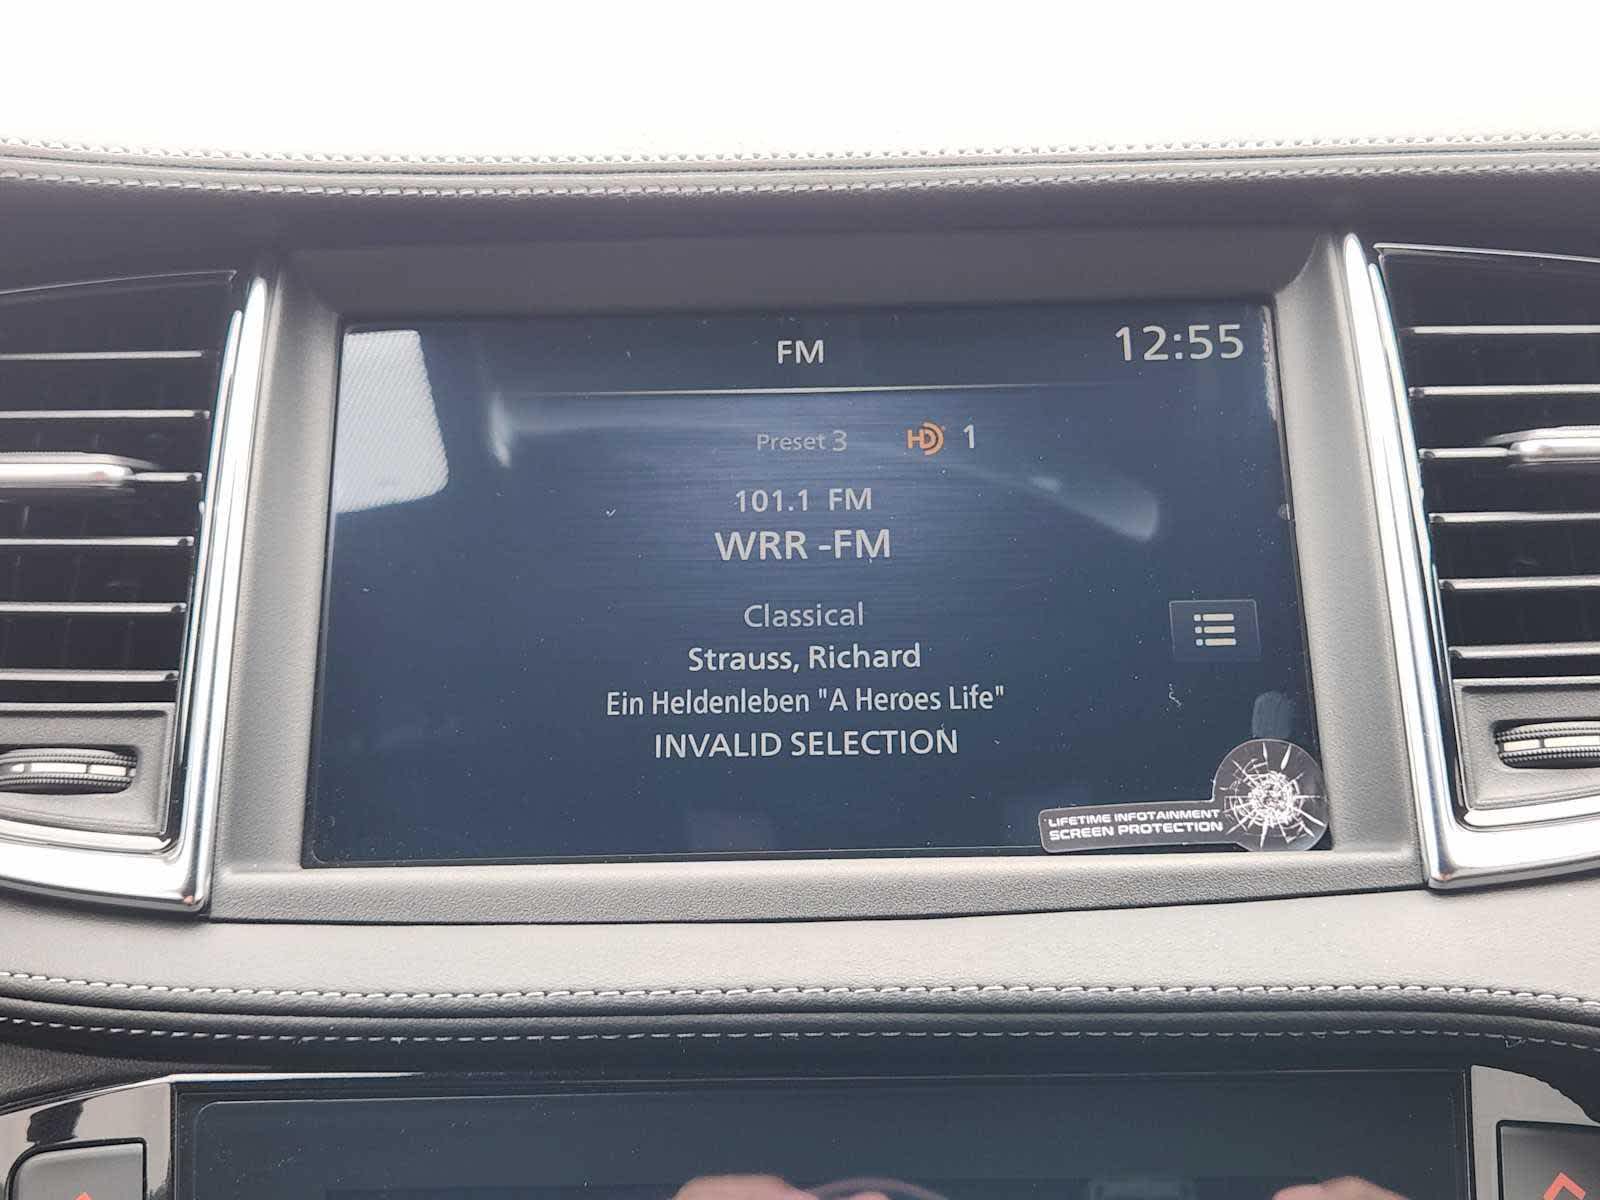 FM 12:55
Preset 3 HD 1
101.1 FM
WRR -FM
Classical
Strauss, Richard
Ein Heldenleben "A Heroes Life"
INVALID SELECTION
LIFETIME INFOTAINMENT
SCREEN PROTECTION